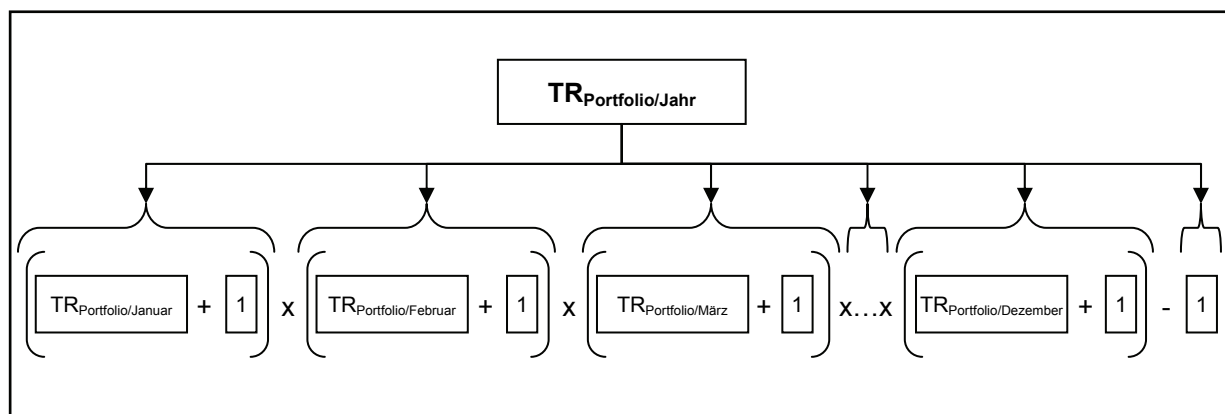 TRPortfolio/Jahr
( TRPortfolio/Januar + 1 ) x ( TRPortfolio/Februar + 1 ) x ( TRPortfolio/März + 1 ) x…x ( TRPortfolio/Dezember + 1 ) - 1